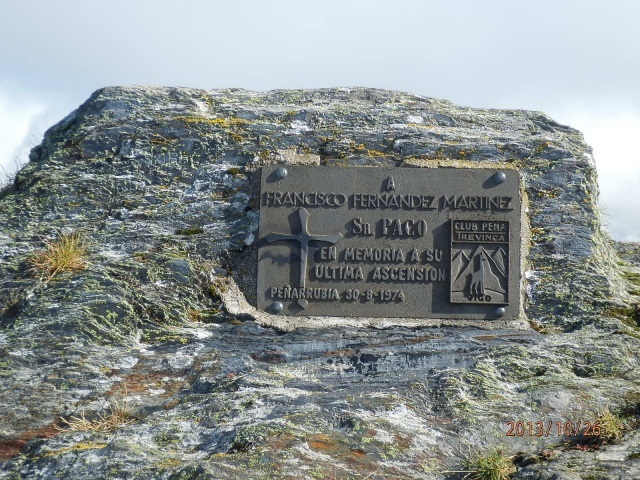 A
FRANCISCO FERNANDEZ MARTINEZ
Sn. PACO
EN MEMORIA A SU
ULTIMA ASCENSION
PEÑARRUBIA 30-8-1974
CLUB PEÑA
TREVINCA
VIGO
2013/10/26